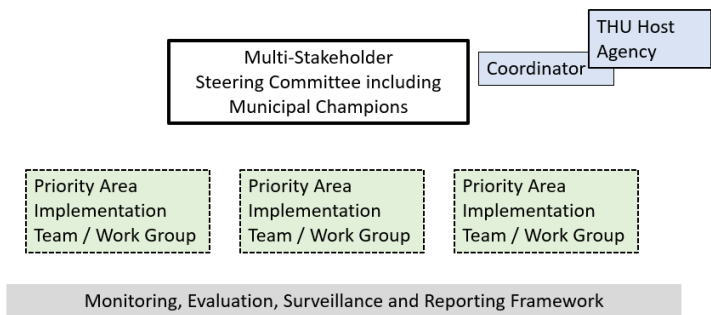 THU Host
Agency
Coordinator
Multi-Stakeholder
Steering Committee including
Municipal Champions
Priority Area
Implementation
Team / Work Group
Priority Area
Implementation
Team / Work Group
Priority Area
Implementation
Team / Work Group
Monitoring, Evaluation, Surveillance and Reporting Framework